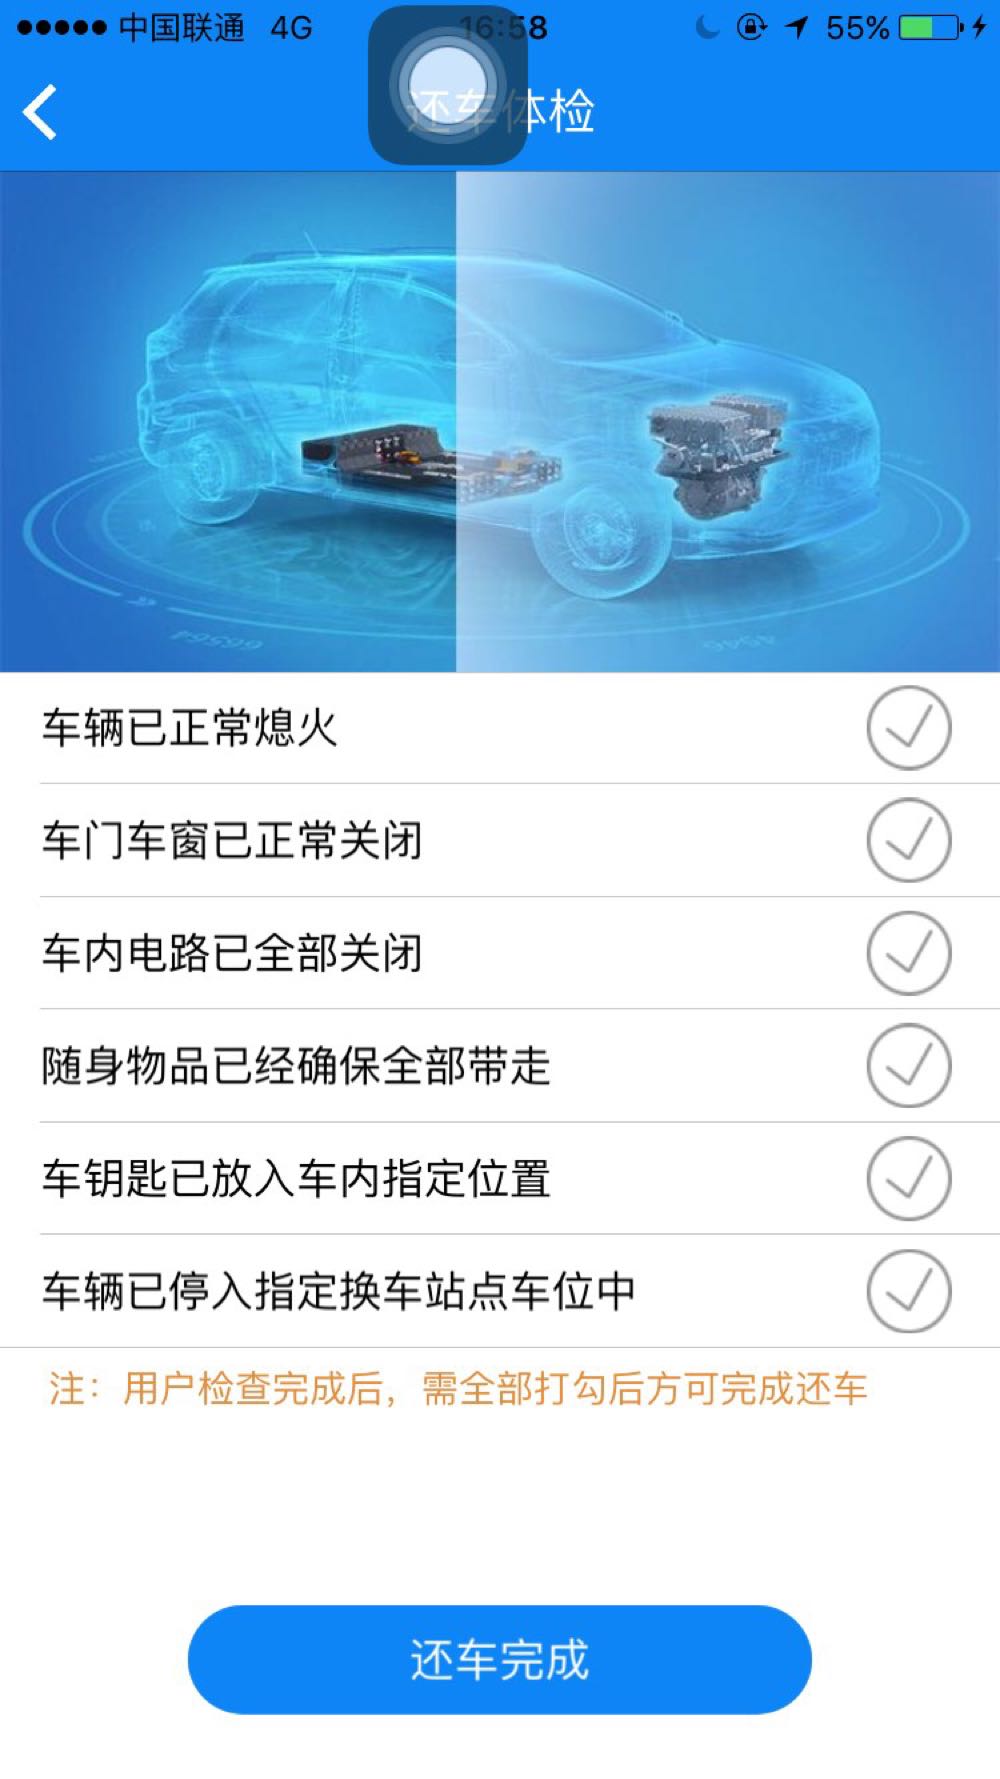 中国联通 4G 16:58 55%
还车体检
车辆已正常熄火
车门车窗已正常关闭
车内电路已全部关闭
随身物品已经确保全部带走
车钥匙已放入车内指定位置
车辆已停入指定换车站点车位中
注：用户检查完成后，需全部打勾后方可完成还车
还车完成